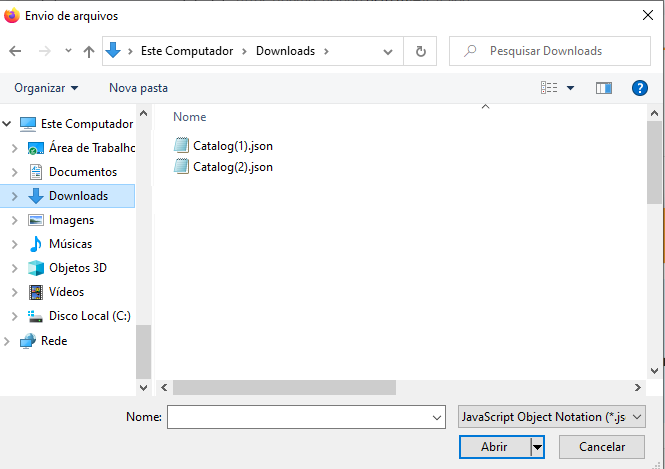 Envio de arquivos
Este Computador Downloads
Pesquisar Downloads
Organizar Nova pasta
?
Nome
Catalog(1).json
Catalog(2).json
Este Computador
Área de Trabalho
Documentos
Downloads
Imagens
Músicas
Objetos 3D
Vídeos
Disco Local (C:)
Rede
Nome:
JavaScript Object Notation (*.js
Abrir
Cancelar